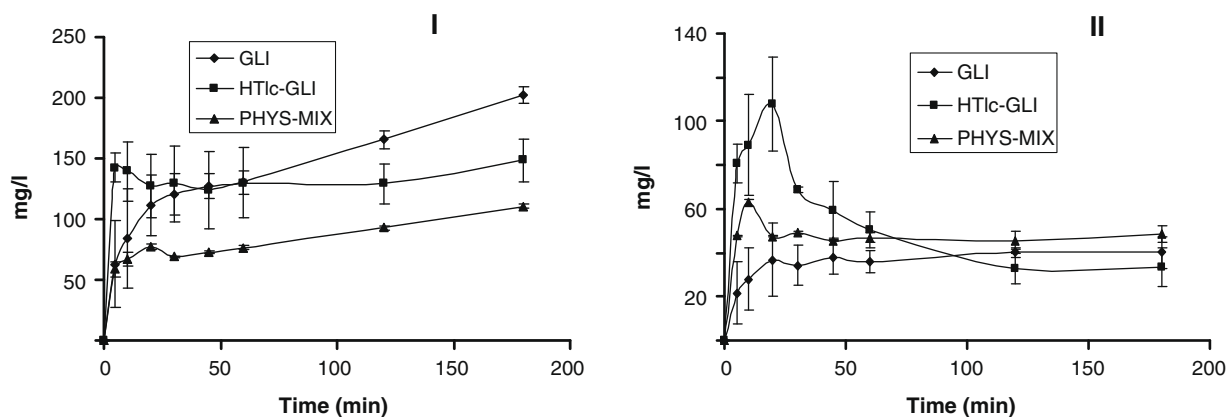 I
250
200
150
100
50
0
mg/l
GLI
HTlc-GLI
PHYS-MIX
0 50 100 150 200
Time (min)
II
140
100
60
20
mg/l
GLI
HTlc-GLI
PHYS-MIX
0 50 100 150 200
Time (min)